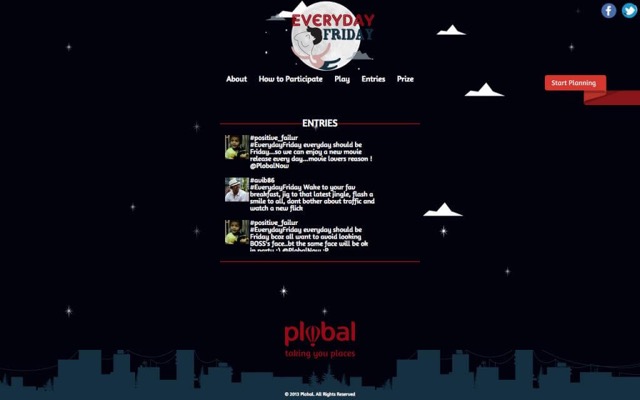 EVERYDAY
FRIDAY
About How to Participate Play Entries Prize
Start Planning
ENTRIES
#positive_failur
#EverydayFriday everyday should be
Friday...so we can enjoy a new movie
release every day...movie lovers reason !
@PlobalNow
#avib86
#EverydayFriday Wake to your fav
breakfast, jig to that latest jingle, flash a
smile to all, dont bother about traffic and
watch a new flick
#positive_failur
#EverydayFriday everyday should be
Friday bcoz all want to avoid looking
BOSS's face..bt the same face will be ok
in party :) @PlobalNow :P
plobal
taking you places
© 2013 Plobal. All Rights Reserved